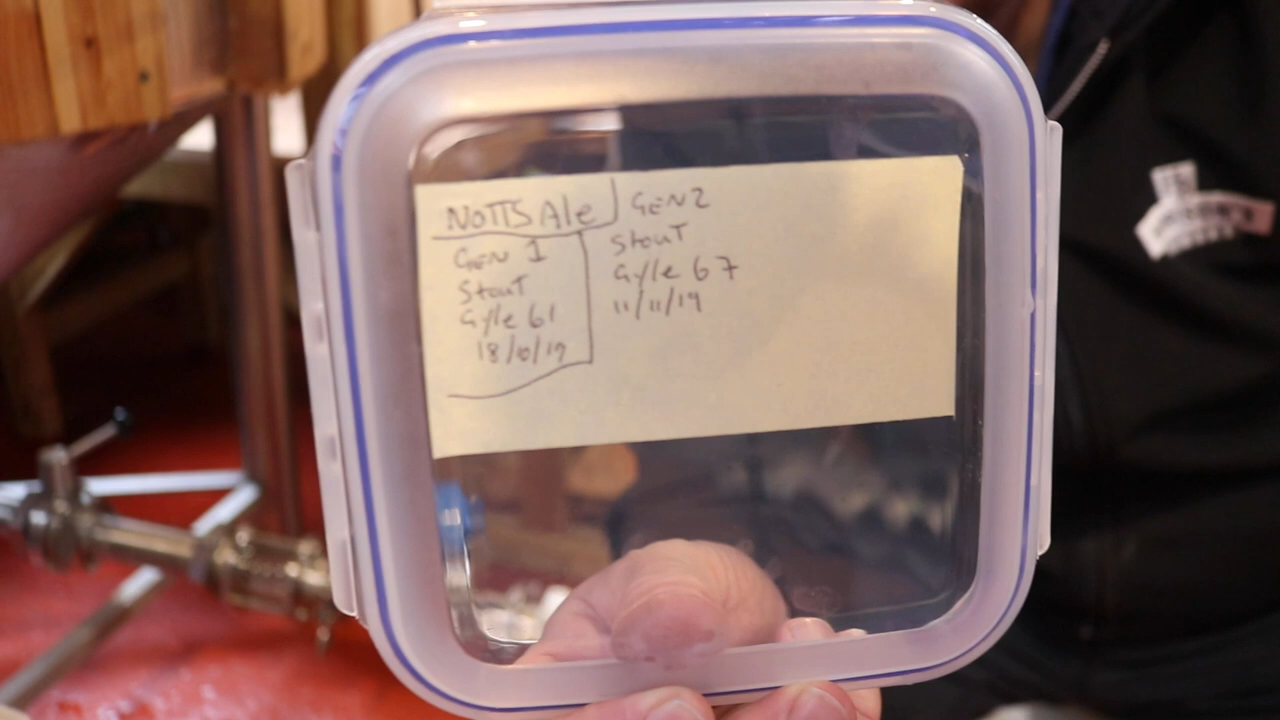 NOTTS Ale
GEN 1
Stout
Gyle 61
18/10/19
GEN 2
Stout
Gyle 67
11/11/19